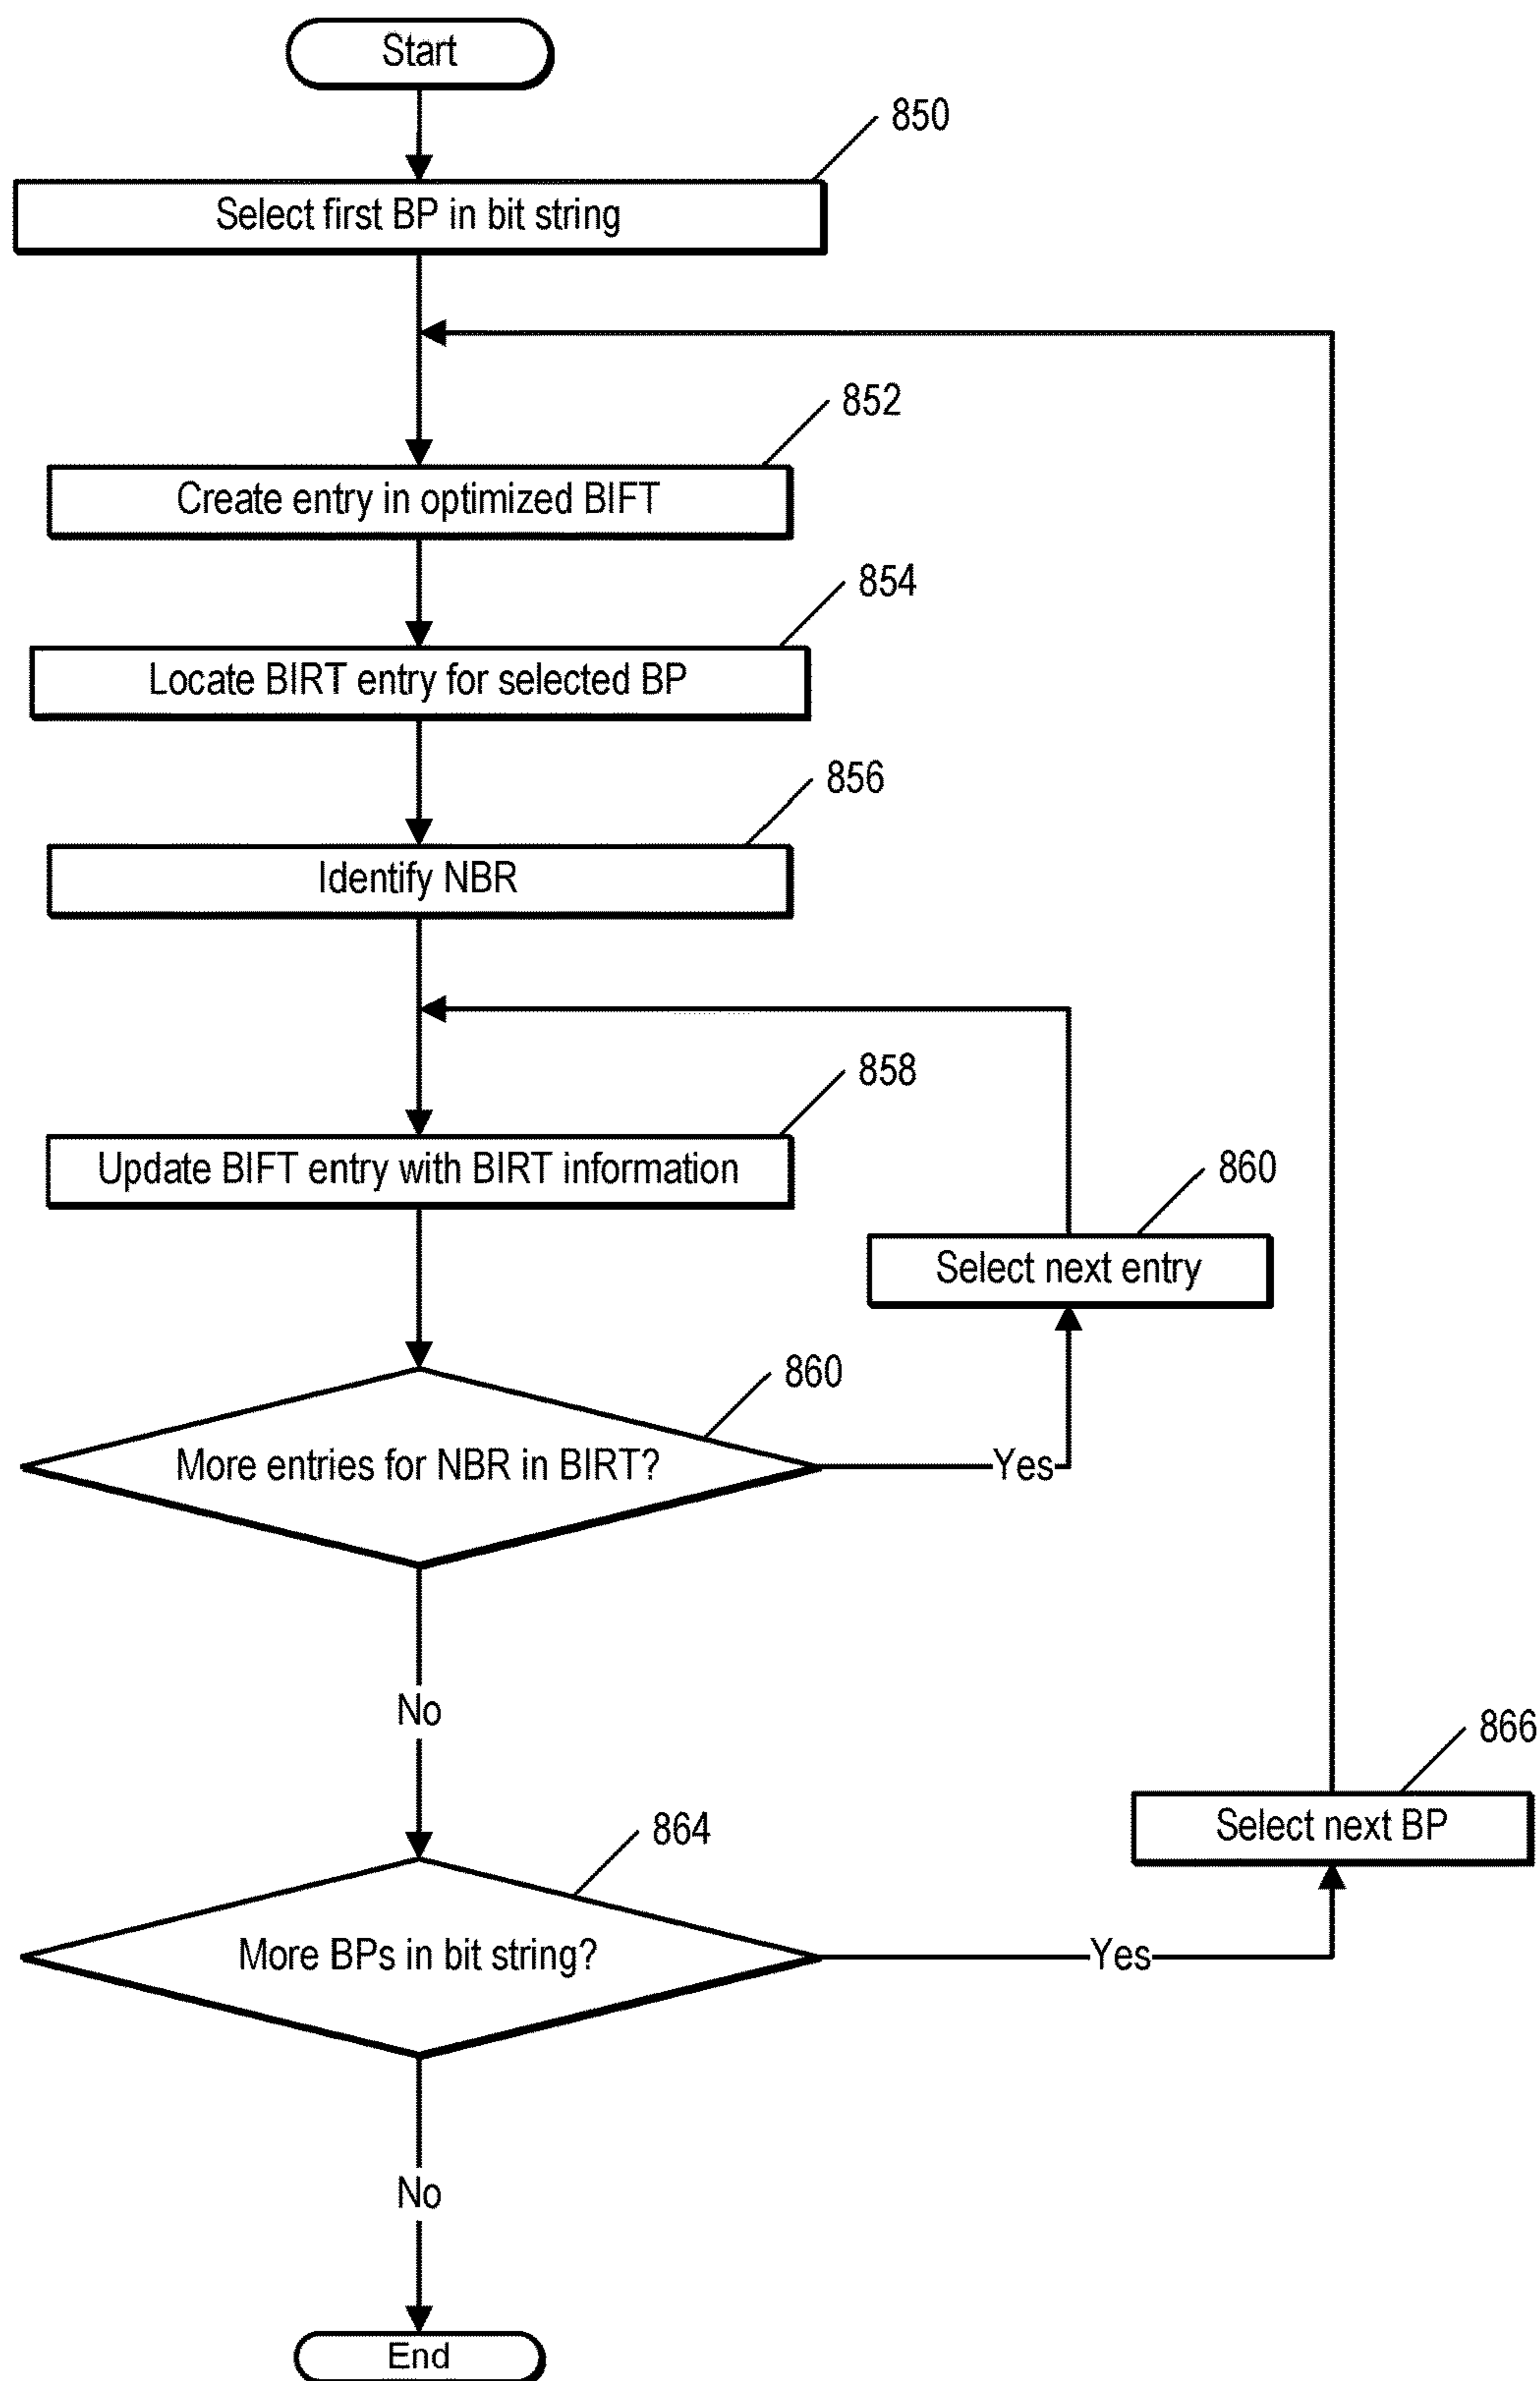 Start
850
Select first BP in bit string
852
Create entry in optimized BIFT
854
Locate BIRT entry for selected BP
856
Identify NBR
858
Update BIFT entry with BIRT information
860
Select next entry
860
More entries for NBR in BIRT?
Yes
No
866
Select next BP
864
More BPs in bit string?
Yes
No
End